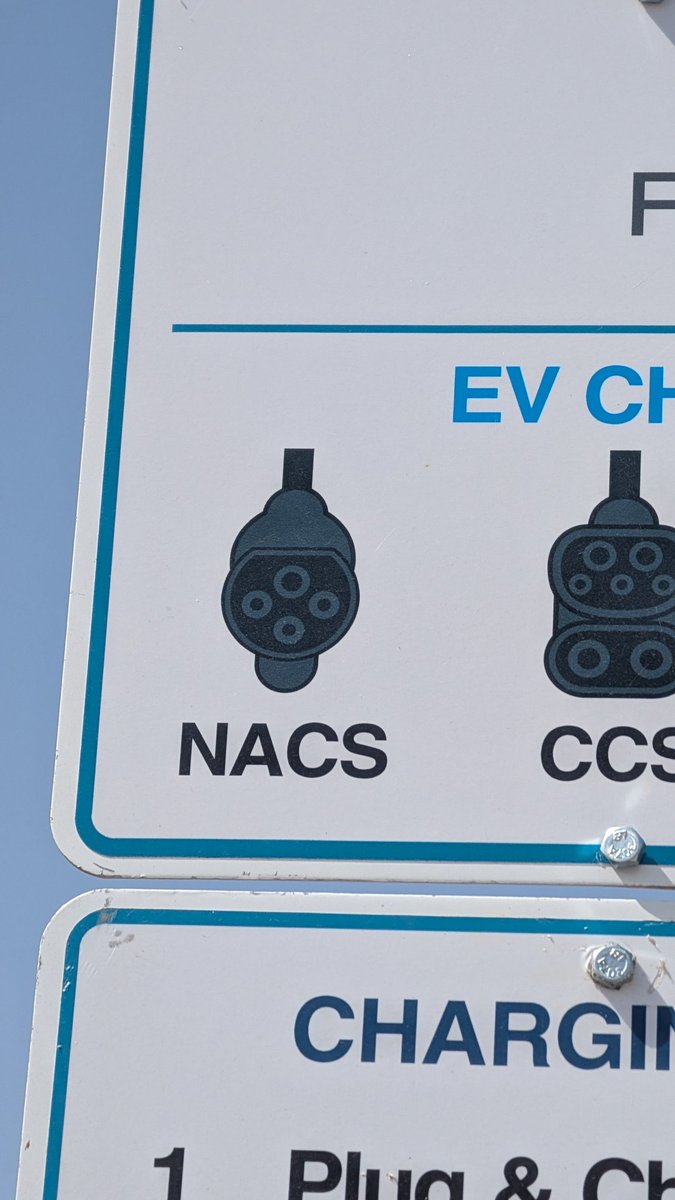 F
EV CH
NACS CCS
CHARGIN
1 Plug & Ch